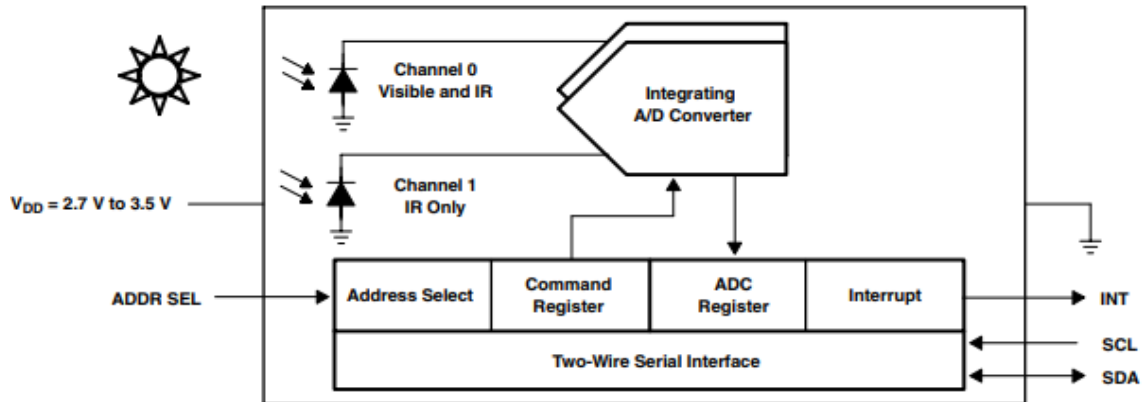 Channel 0
Visible and IR
Integrating
A/D Converter
Channel 1
IR Only
VDD = 2.7 V to 3.5 V
ADDR SEL
Address Select
Command
Register
ADC
Register
Interrupt
INT
Two-Wire Serial Interface
SCL
SDA